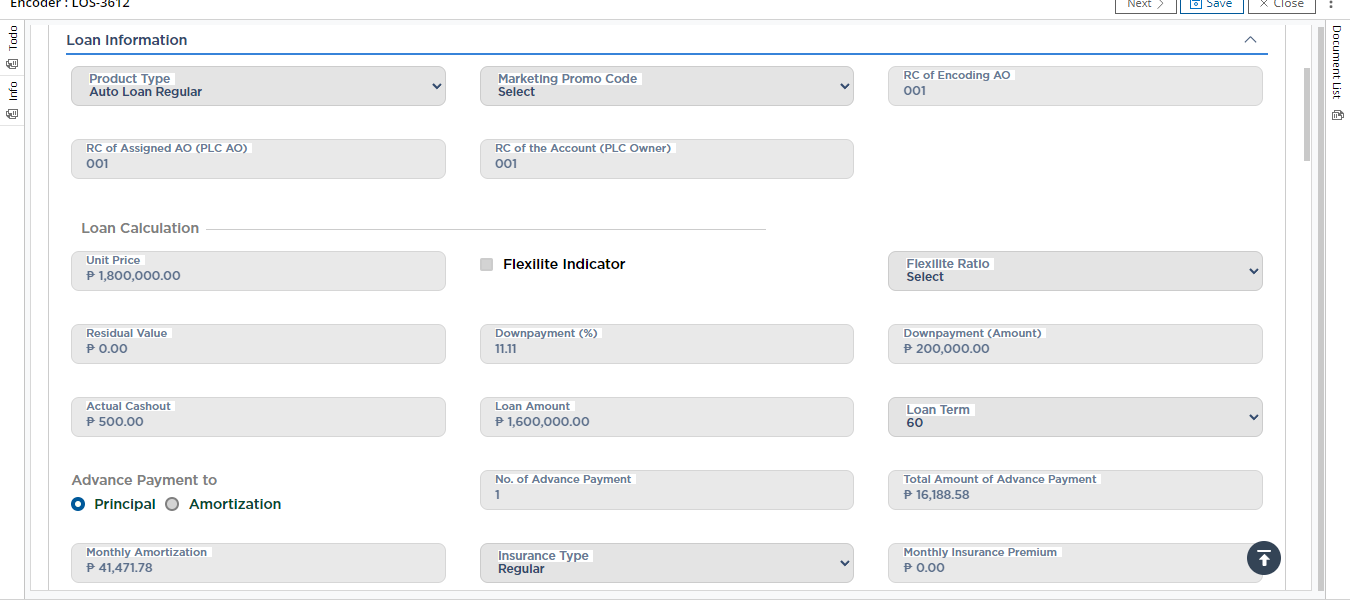 Encoder : LOS-3612
Next
Save
Close
Todo
Info
Document List
Loan Information
Product Type
Auto Loan Regular
Marketing Promo Code
Select
RC of Encoding AO
001
RC of Assigned AO (PLC AO)
001
RC of the Account (PLC Owner)
001
Loan Calculation
Unit Price
₱ 1,800,000.00
Flexilite Indicator
Flexilite Ratio
Select
Residual Value
₱ 0.00
Downpayment (%)
11.11
Downpayment (Amount)
₱ 200,000.00
Actual Cashout
₱ 500.00
Loan Amount
₱ 1,600,000.00
Loan Term
60
Advance Payment to
Principal
Amortization
No. of Advance Payment
1
Total Amount of Advance Payment
₱ 16,188.58
Monthly Amortization
₱ 41,471.78
Insurance Type
Regular
Monthly Insurance Premium
₱ 0.00